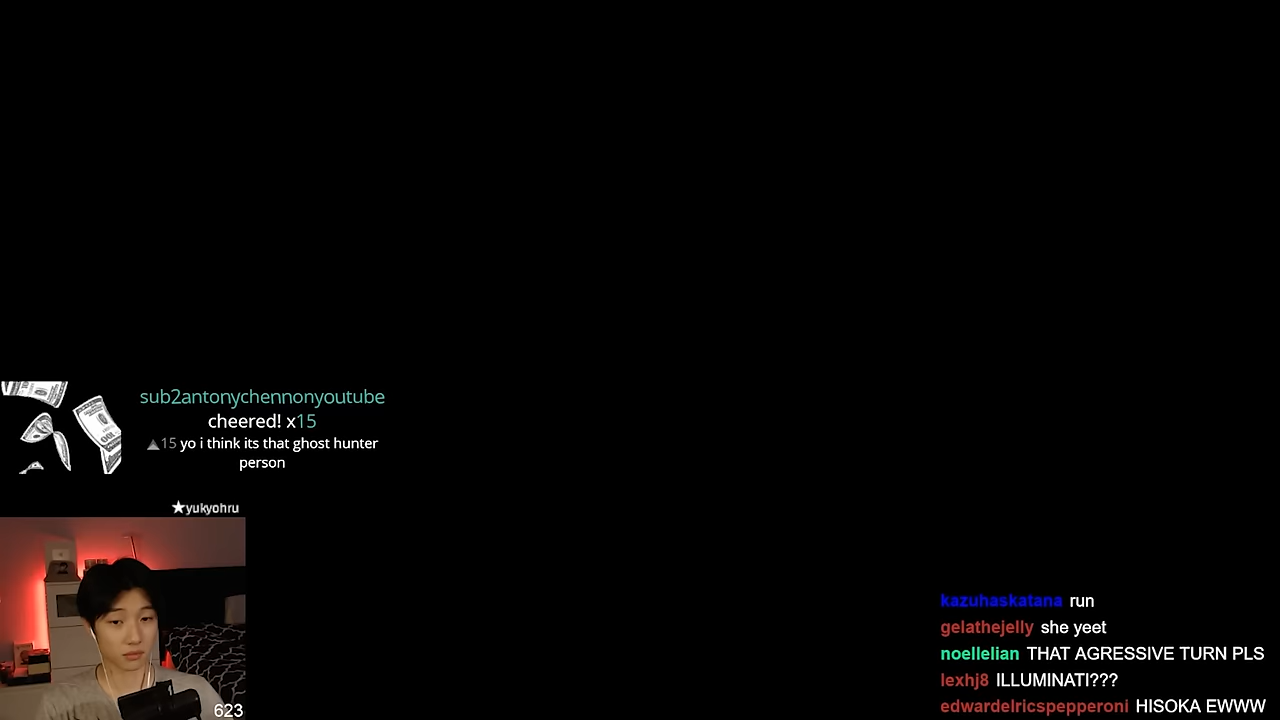 sub2antonychennonyoutube
cheered! x15
15 yo i think its that ghost hunter
person
★yukyohru
623
kazuhaskatana run
gelathejelly she yeet
noellelian THAT AGRESSIVE TURN PLS
lexhj8 ILLUMINATI???
edwardelricspepperoni HISOKA EWWW